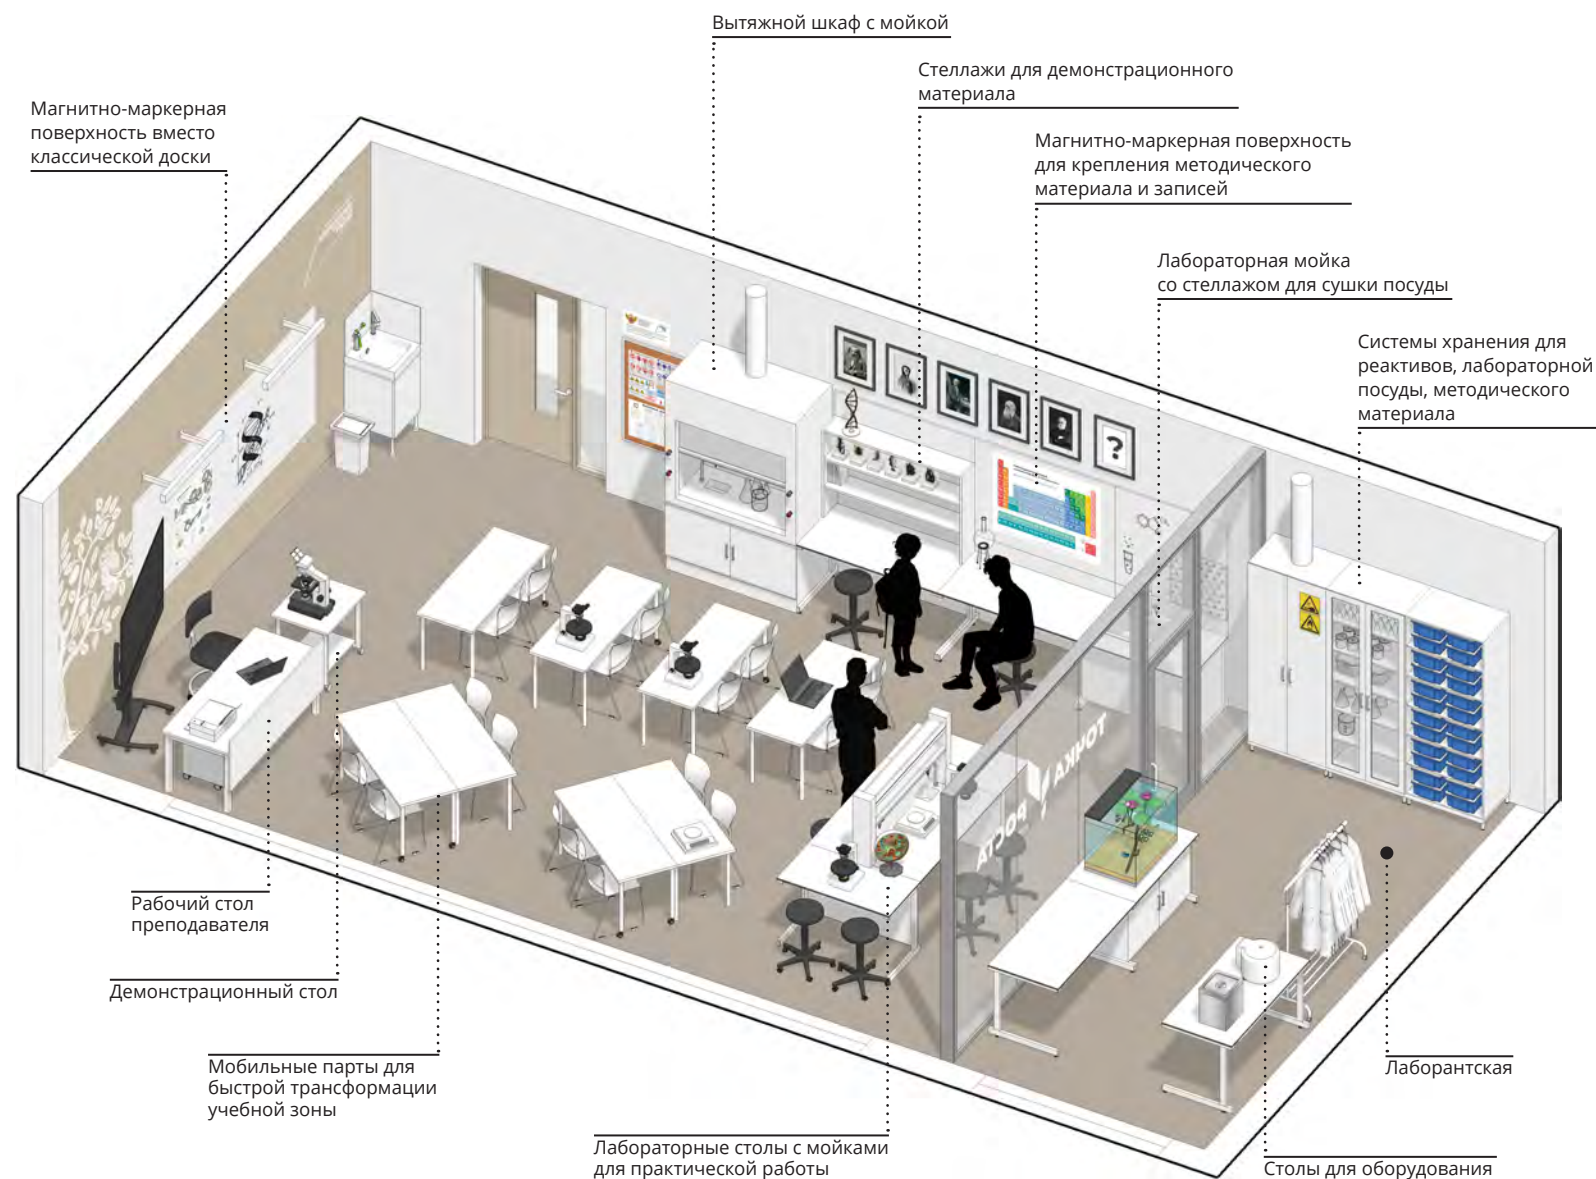 Вытяжной шкаф с мойкой
Стеллажи для демонстрационного
материала
Магнитно-маркерная
поверхность вместо
классической доски
Магнитно-маркерная поверхность
для крепления методического
материала и записей
Лабораторная мойка
со стеллажом для сушки посуды
Системы хранения для
реактивов, лабораторной
посуды, методического
материала
?
ТОЧКА
РОСТА
Рабочий стол
преподавателя
Демонстрационный стол
Мобильные парты для
быстрой трансформации
учебной зоны
Лабораторные столы с мойками
для практической работы
Лаборантская
Столы для оборудования